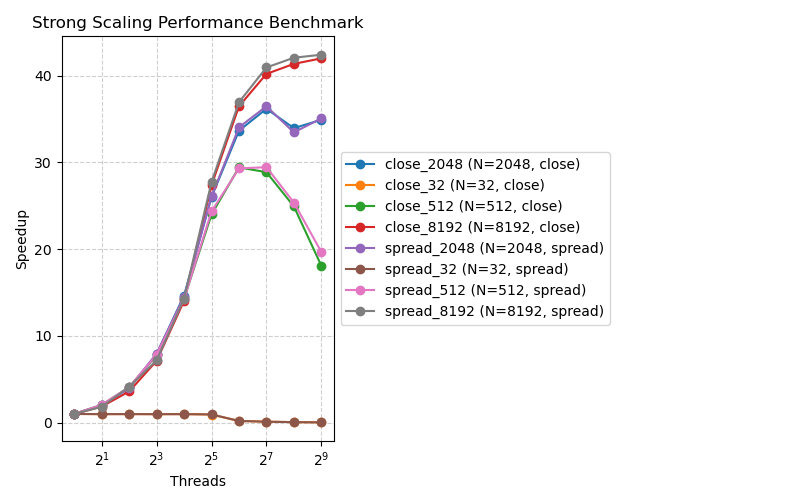 Strong Scaling Performance Benchmark
Speedup
40
30
20
10
0
2^1 2^3 2^5 2^7 2^9
Threads
close_2048 (N=2048, close)
close_32 (N=32, close)
close_512 (N=512, close)
close_8192 (N=8192, close)
spread_2048 (N=2048, spread)
spread_32 (N=32, spread)
spread_512 (N=512, spread)
spread_8192 (N=8192, spread)